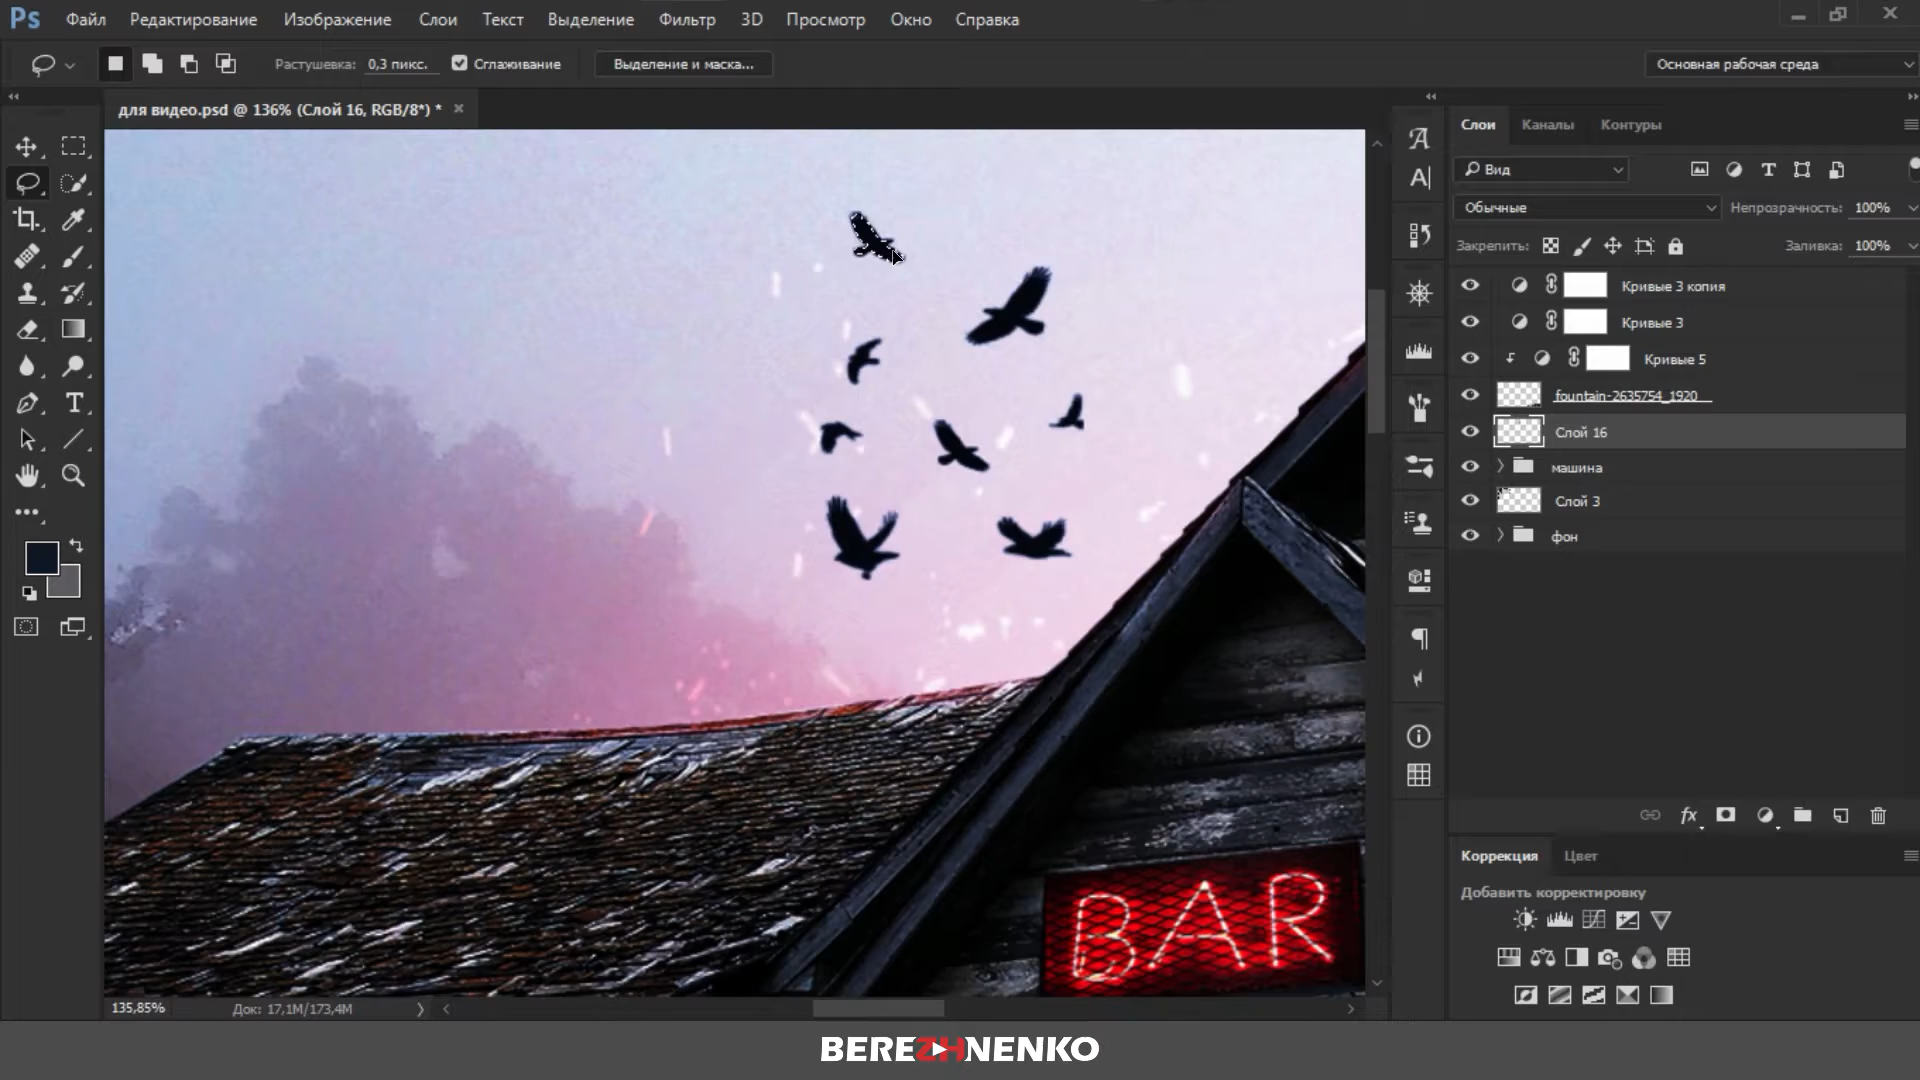 Ps Файл Редактирование Изображение Слои Текст Выделение Фильтр 3D Просмотр Окно Справка
Растушевка: 0,3 пикс. Сглаживание Выделение и маска... Основная рабочая среда
для видео.psd @ 136% (Слой 16, RGB/8*) *
Слои Каналы Контуры
Вид
Обычные Непрозрачность: 100%
Закрепить: Заливка: 100%
Кривые 3 копия
Кривые 3
Кривые 5
fountain-2635754_1920
Слой 16
машина
Слой 3
фон
BAR
Коррекция Цвет
Добавить корректировку
135,85% Док: 17,1M/173,4M
BEREZHNENKO